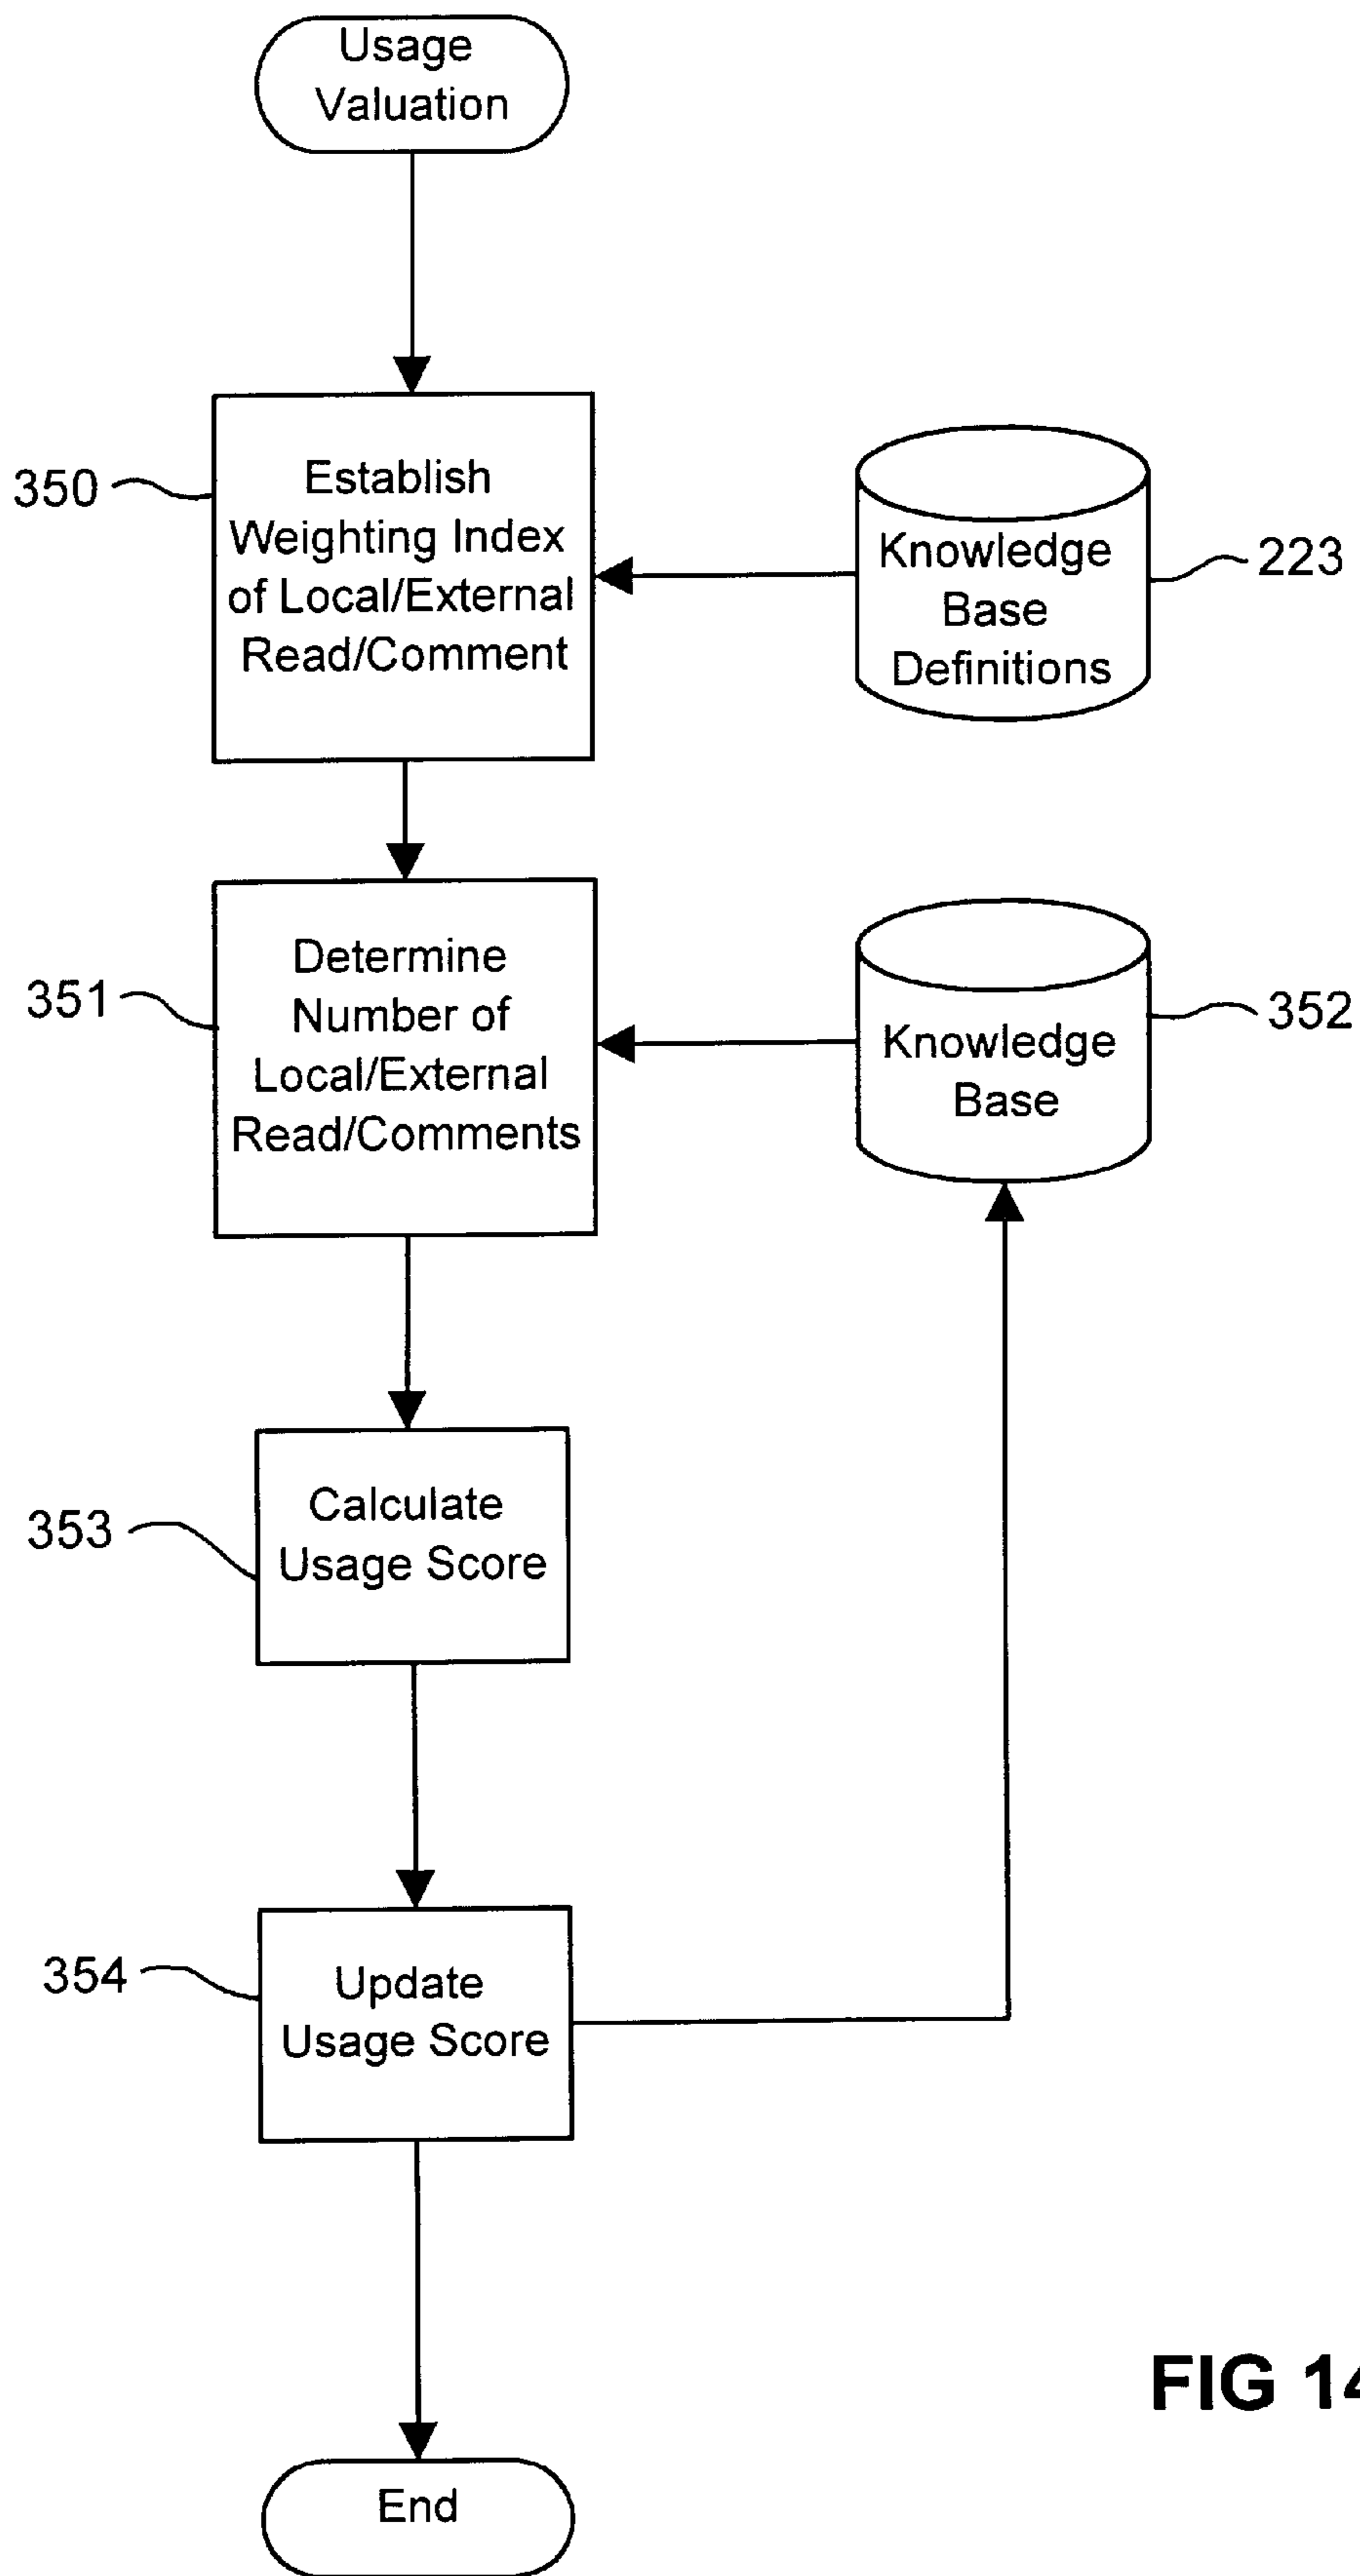 Usage
Valuation
350
Establish
Weighting Index
of Local/External
Read/Comment
Knowledge
Base
Definitions
223
351
Determine
Number of
Local/External
Read/Comments
Knowledge
Base
352
353
Calculate
Usage Score
354
Update
Usage Score
FIG 14
End